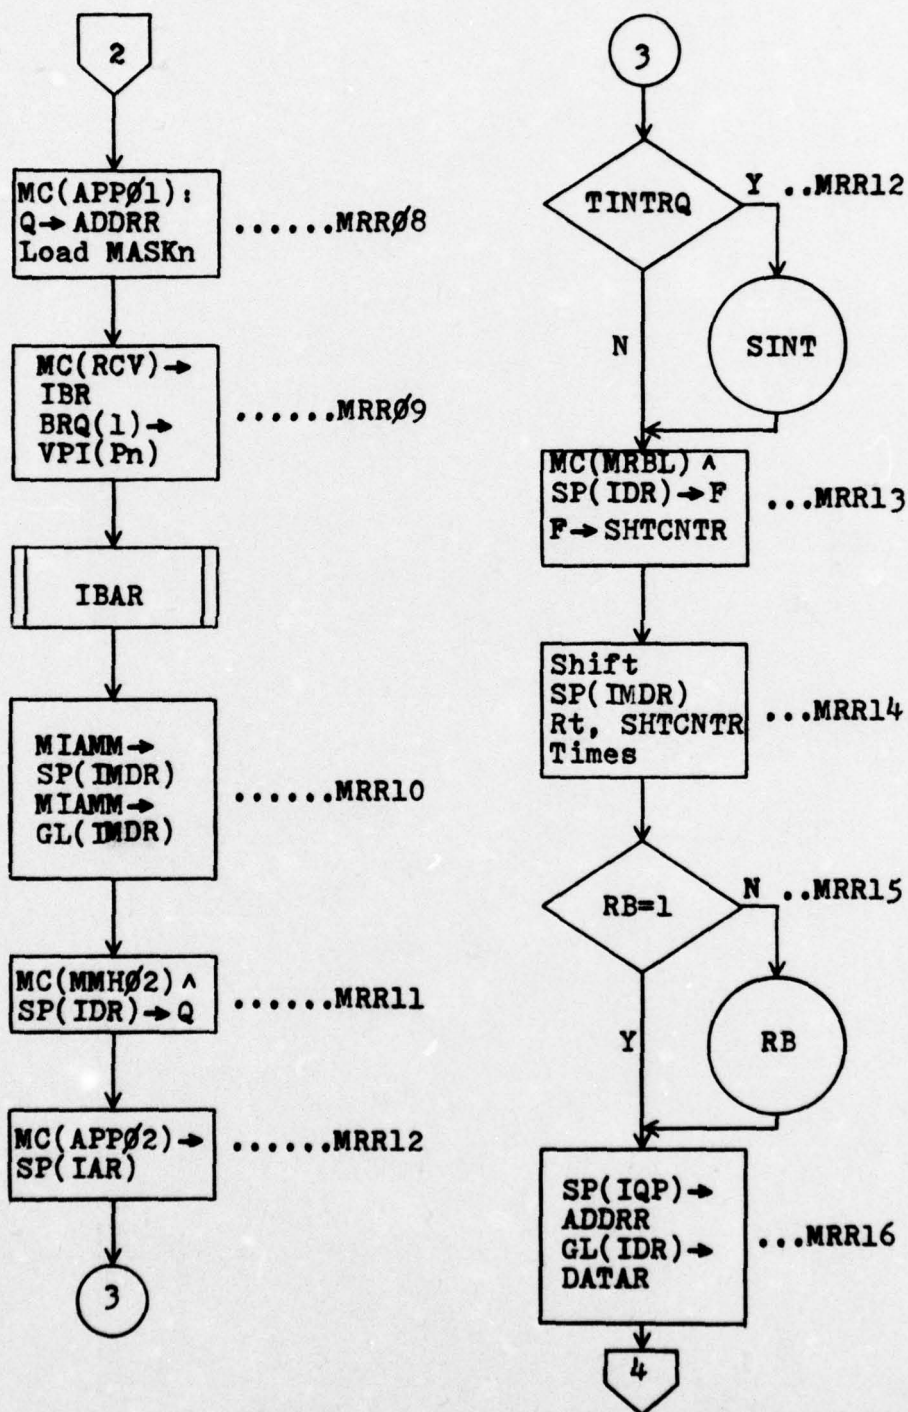 2
MC(APPØ1):
Q→ ADDRR
Load MASKn
......MRRØ8
MC(RCV)→
IBR
BRQ(1)→
VPI(Pn)
......MRRØ9
IBAR
MIAMM→
SP(IMDR)
MIAMM→
GL(IMDR)
......MRR10
MC(MMHØ2) ∧
SP(IDR)→ Q
......MRR11
MC(APPØ2)→
SP(IAR)
......MRR12
3
3
TINTRQ
Y ..MRR12
N
SINT
MC(MRBL) ∧
SP(IDR)→ F
F→ SHTCNTR
...MRR13
Shift
SP(IMDR)
Rt, SHTCNTR
Times
...MRR14
RB=1
N ..MRR15
Y
RB
SP(IQP)→
ADDRR
GL(IDR)→
DATAR
...MRR16
4